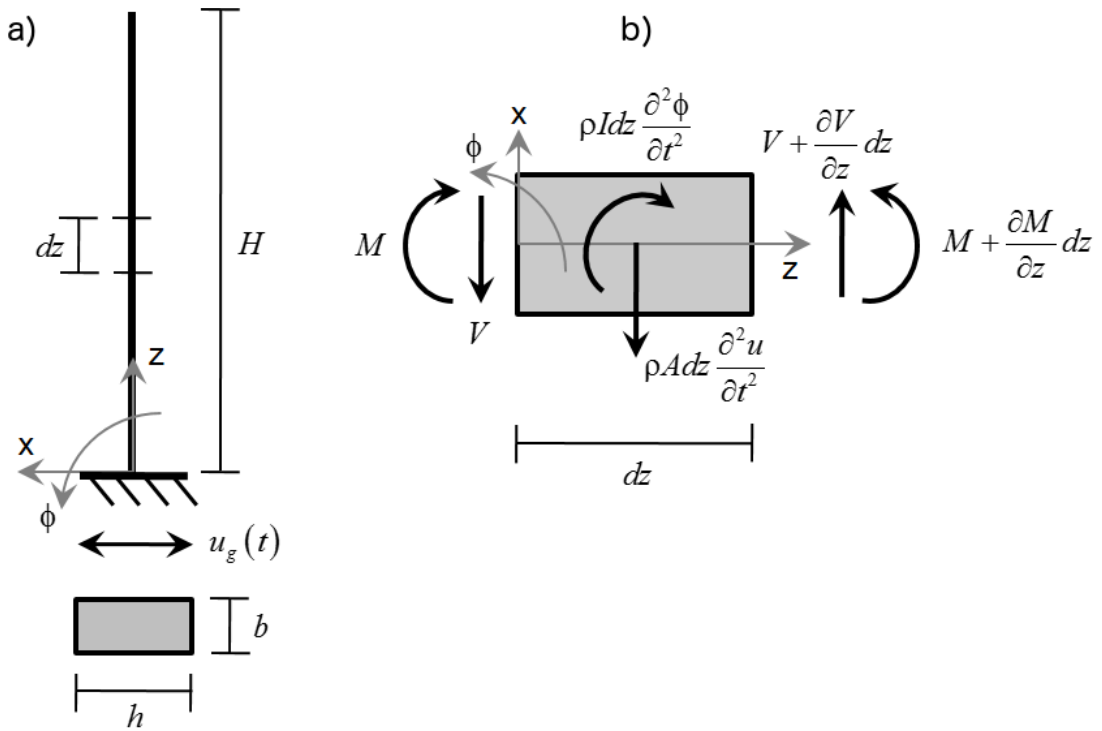 a)
H
dz
z
x
ϕ
u_g(t)
b
h
b)
x
ϕ
ρIdz ∂²ϕ/∂t²
V + ∂V/∂z dz
M
V
z
M + ∂M/∂z dz
ρAdz ∂²u/∂t²
dz